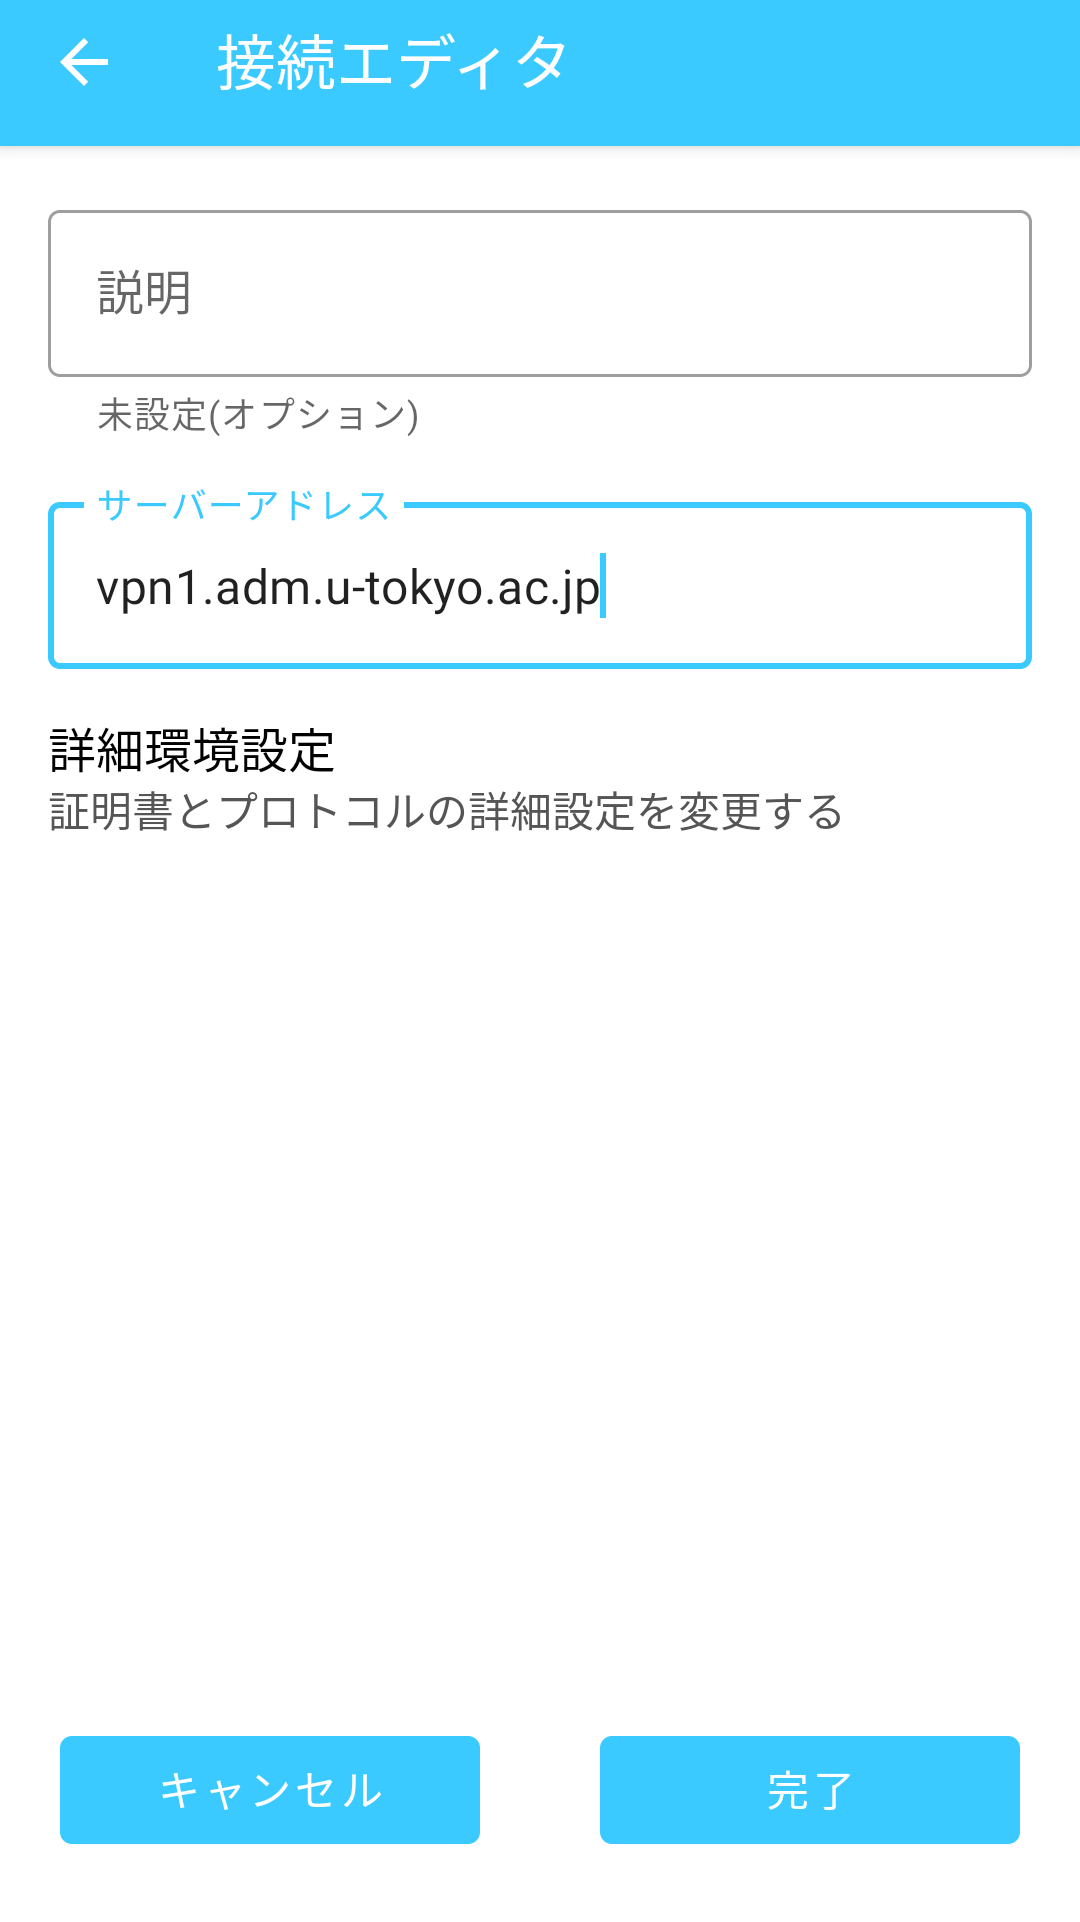 接続エディタ
説明
未設定(オプション)
サーバーアドレス
vpn1.adm.u-tokyo.ac.jp
詳細環境設定
証明書とプロトコルの詳細設定を変更する
キャンセル
完了